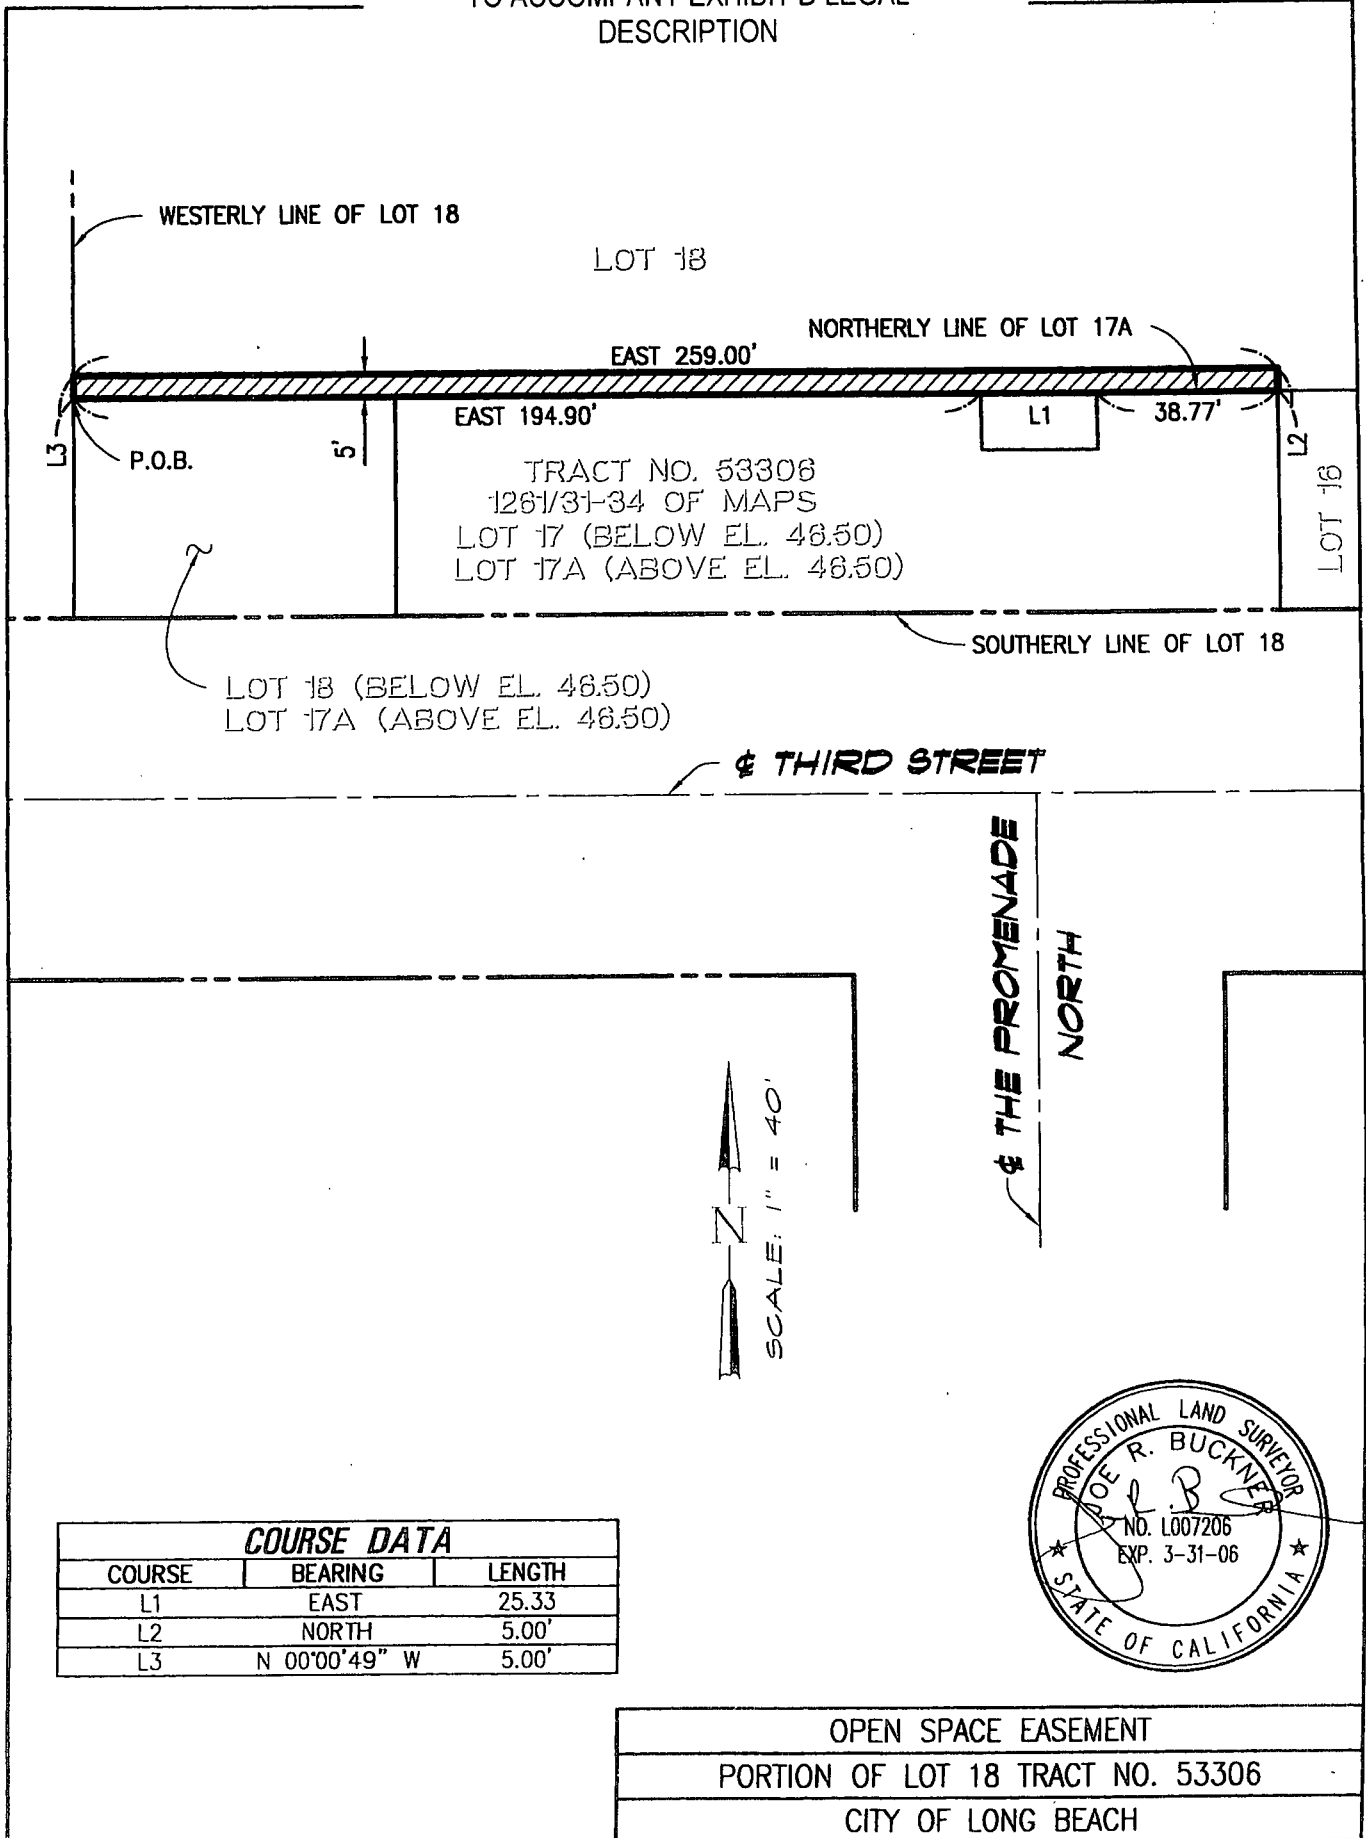 TO ACCOMPANY EXHIBIT B LEGAL
DESCRIPTION
WESTERLY LINE OF LOT 18
LOT 18
NORTHERLY LINE OF LOT 17A
EAST 259.00'
EAST 194.90'
L1
38.77'
L3
P.O.B.
5'
L2
TRACT NO. 53306
1261/31-34 OF MAPS
LOT 17 (BELOW EL. 46.50)
LOT 17A (ABOVE EL. 46.50)
LOT 16
SOUTHERLY LINE OF LOT 18
LOT 18 (BELOW EL. 46.50)
LOT 17A (ABOVE EL. 46.50)
℄ THIRD STREET
℄ THE PROMENADE
NORTH
N
SCALE: 1" = 40'
PROFESSIONAL LAND SURVEYOR
JOE R. BUCKNER
NO. L007206
EXP. 3-31-06
STATE OF CALIFORNIA
COURSE DATA
COURSE BEARING LENGTH
L1 EAST 25.33
L2 NORTH 5.00'
L3 N 00°00'49" W 5.00'
OPEN SPACE EASEMENT
PORTION OF LOT 18 TRACT NO. 53306
CITY OF LONG BEACH